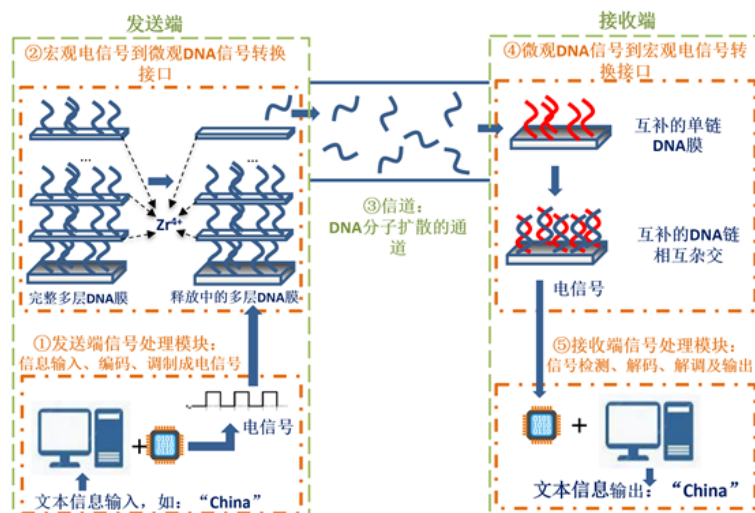 发送端
②宏观电信号到微观DNA信号转换
接口
...
...
Zr4+
完整多层DNA膜
释放中的多层DNA膜
①发送端信号处理模块：
信息输入、编码、调制成电信号
0101
1010
0110
+
电信号
文本信息输入，如：“China”
③信道：
DNA分子扩散的通
道
接收端
④微观DNA信号到宏观电信号转
换接口
互补的单链
DNA膜
互补的DNA链
相互杂交
电信号
⑤接收端信号处理模块：
信号检测、解码、解调及输出
0101
1010
0110
+
文本信息输出：“China”